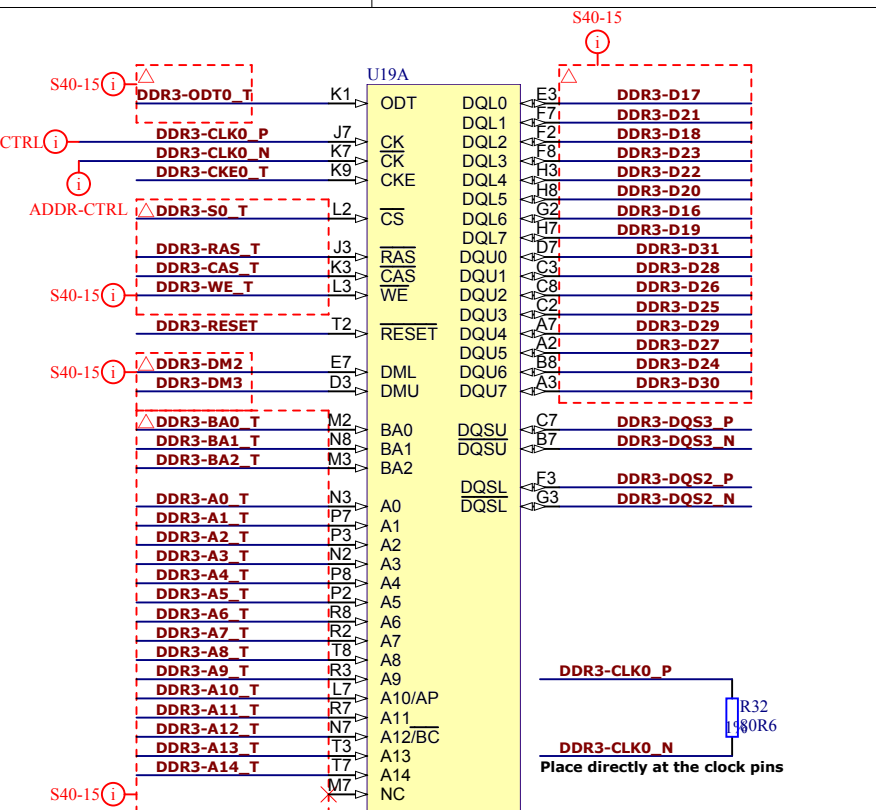 S40-15
i
U19A
S40-15 i
DDR3-ODT0_T K1 ODT DQL0 E3 DDR3-D17
DQL1 F7 DDR3-D21
CTRL i DDR3-CLK0_P J7 CK DQL2 F2 DDR3-D18
DDR3-CLK0_N K7 CK DQL3 F8 DDR3-D23
i DDR3-CKE0_T K9 CKE DQL4 H3 DDR3-D22
DQL5 H8 DDR3-D20
ADDR-CTRL DDR3-S0_T L2 CS DQL6 G2 DDR3-D16
DQL7 H7 DDR3-D19
DDR3-RAS_T J3 RAS DQU0 D7 DDR3-D31
DDR3-CAS_T K3 CAS DQU1 C3 DDR3-D28
S40-15 i DDR3-WE_T L3 WE DQU2 C8 DDR3-D26
DQU3 C2 DDR3-D25
DDR3-RESET T2 RESET DQU4 A7 DDR3-D29
DQU5 A2 DDR3-D27
S40-15 i DDR3-DM2 E7 DML DQU6 B8 DDR3-D24
DDR3-DM3 D3 DMU DQU7 A3 DDR3-D30
DDR3-BA0_T M2 BA0 DQSU C7 DDR3-DQS3_P
DDR3-BA1_T N8 BA1 DQSU B7 DDR3-DQS3_N
DDR3-BA2_T M3 BA2
DQSL F3 DDR3-DQS2_P
DDR3-A0_T N3 A0 DQSL G3 DDR3-DQS2_N
DDR3-A1_T P7 A1
DDR3-A2_T P3 A2
DDR3-A3_T N2 A3
DDR3-A4_T P8 A4
DDR3-A5_T P2 A5
DDR3-A6_T R8 A6
DDR3-A7_T R2 A7
DDR3-A8_T T8 A8
DDR3-A9_T R3 A9 DDR3-CLK0_P
DDR3-A10_T L7 A10/AP R32
DDR3-A11_T R7 A11 1% 80R6
DDR3-A12_T N7 A12/BC
DDR3-A13_T T3 A13 DDR3-CLK0_N
DDR3-A14_T T7 A14 Place directly at the clock pins
S40-15 i M7 NC